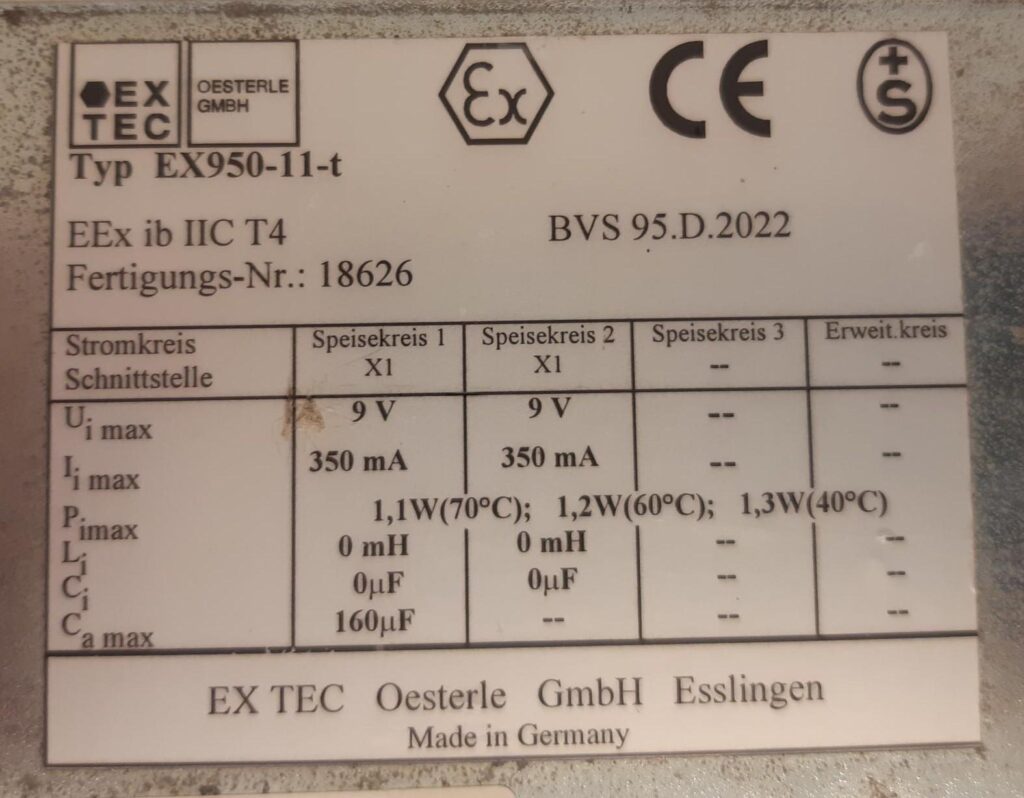 EX
TEC
OESTERLE
GMBH
Ex
CE
+
S
Typ EX950-11-t
EEx ib IIC T4 BVS 95.D.2022
Fertigungs-Nr.: 18626
Stromkreis Speisekreis 1 Speisekreis 2 Speisekreis 3 Erweit.kreis
Schnittstelle X1 X1 -- --
Ui max 9 V 9 V -- --
Ii max 350 mA 350 mA -- --
Pimax 1,1W(70°C); 1,2W(60°C); 1,3W(40°C)
Li 0 mH 0 mH -- --
Ci 0µF 0µF -- --
Ca max 160µF -- -- --
EX TEC Oesterle GmbH Esslingen
Made in Germany